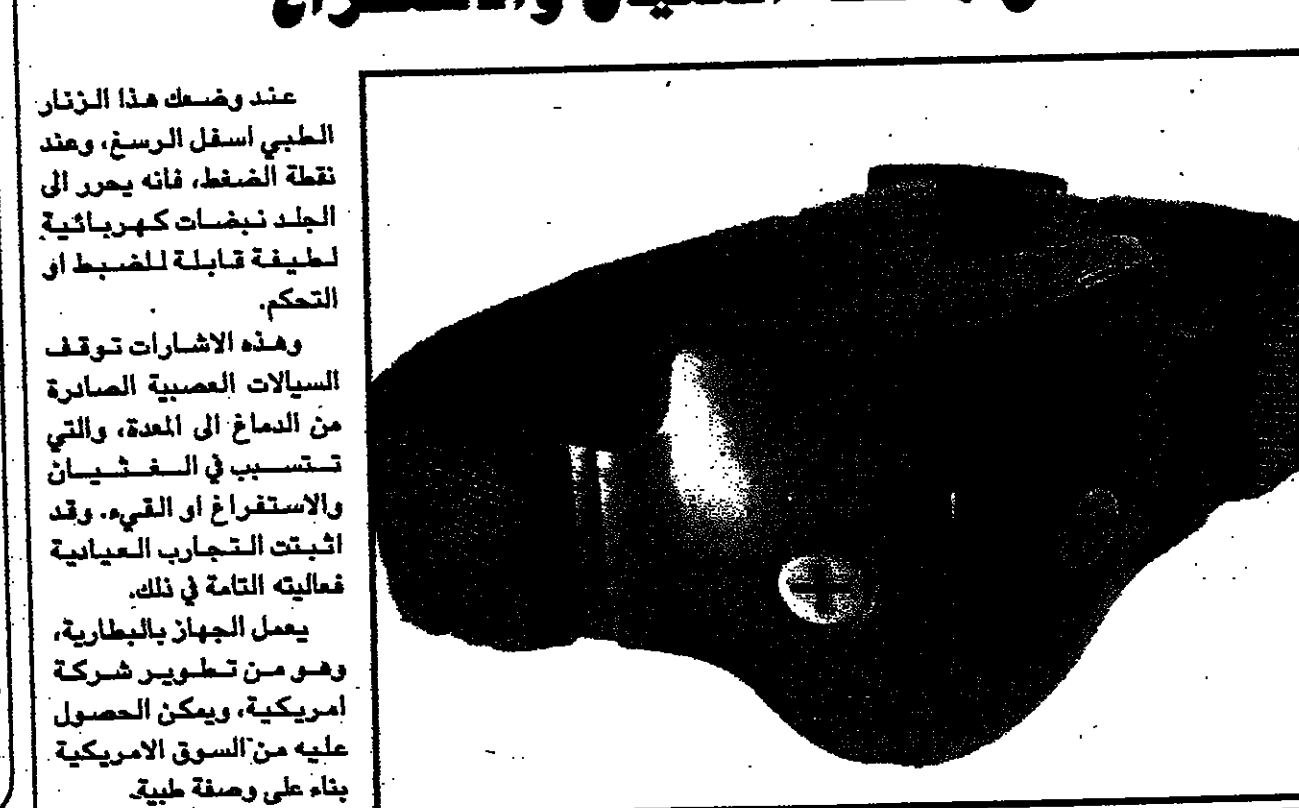 عند وضعك هذا الزنار
الطبي اسفل الرسغ، وعند
نقطة الضغط، فانه يحرر الى
الجلد نبضات كهربائية
لطيفة قابلة للضبط او
التحكم.
وهذه الاشارات توقف
السيالات العصبية الصادرة
من الدماغ الى المعدة، والتي
تتسبب في الغثيان
والاستفراغ او القيء. وقد
اثبتت التجارب العيادية
فعاليته التامة في ذلك.
يعمل الجهاز بالبطارية،
وهو من تطوير شركة
امريكية، ويمكن الحصول
عليه من السوق الامريكية
بناء على وصفة طبية.